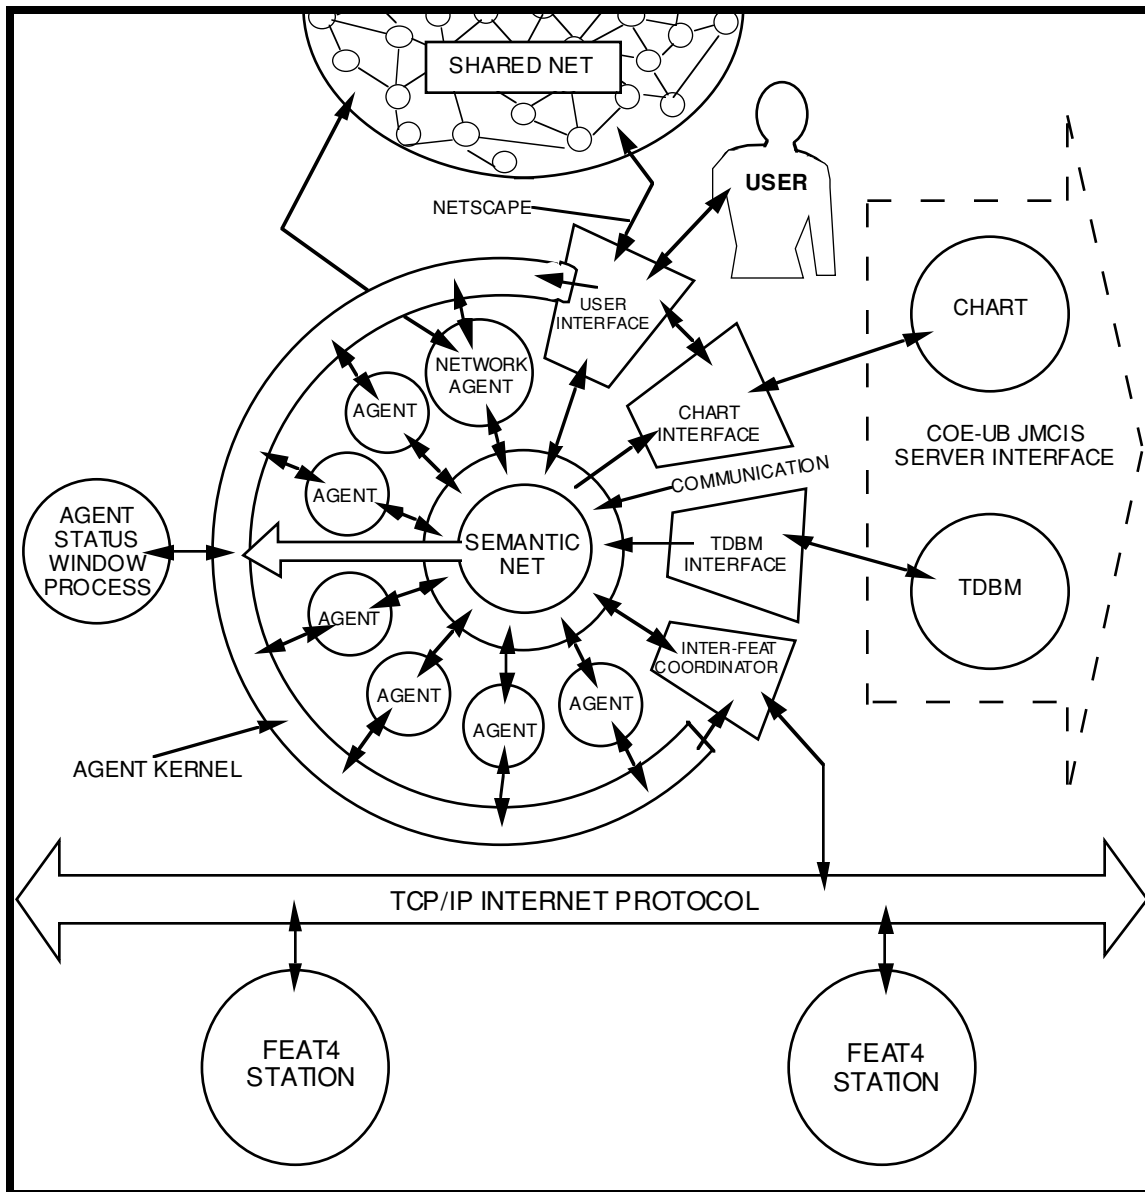 SHARED NET
USER
NETSCAPE
USER
INTERFACE
CHART
NETWORK
AGENT
AGENT
CHART
INTERFACE
COE-UB JMCIS
SERVER INTERFACE
COMMUNICATION
AGENT
AGENT
STATUS
WINDOW
PROCESS
SEMANTIC
NET
TDBM
INTERFACE
TDBM
AGENT
INTER-FEAT
COORDINATOR
AGENT
AGENT
AGENT
AGENT KERNEL
TCP/IP INTERNET PROTOCOL
FEAT4
STATION
FEAT4
STATION